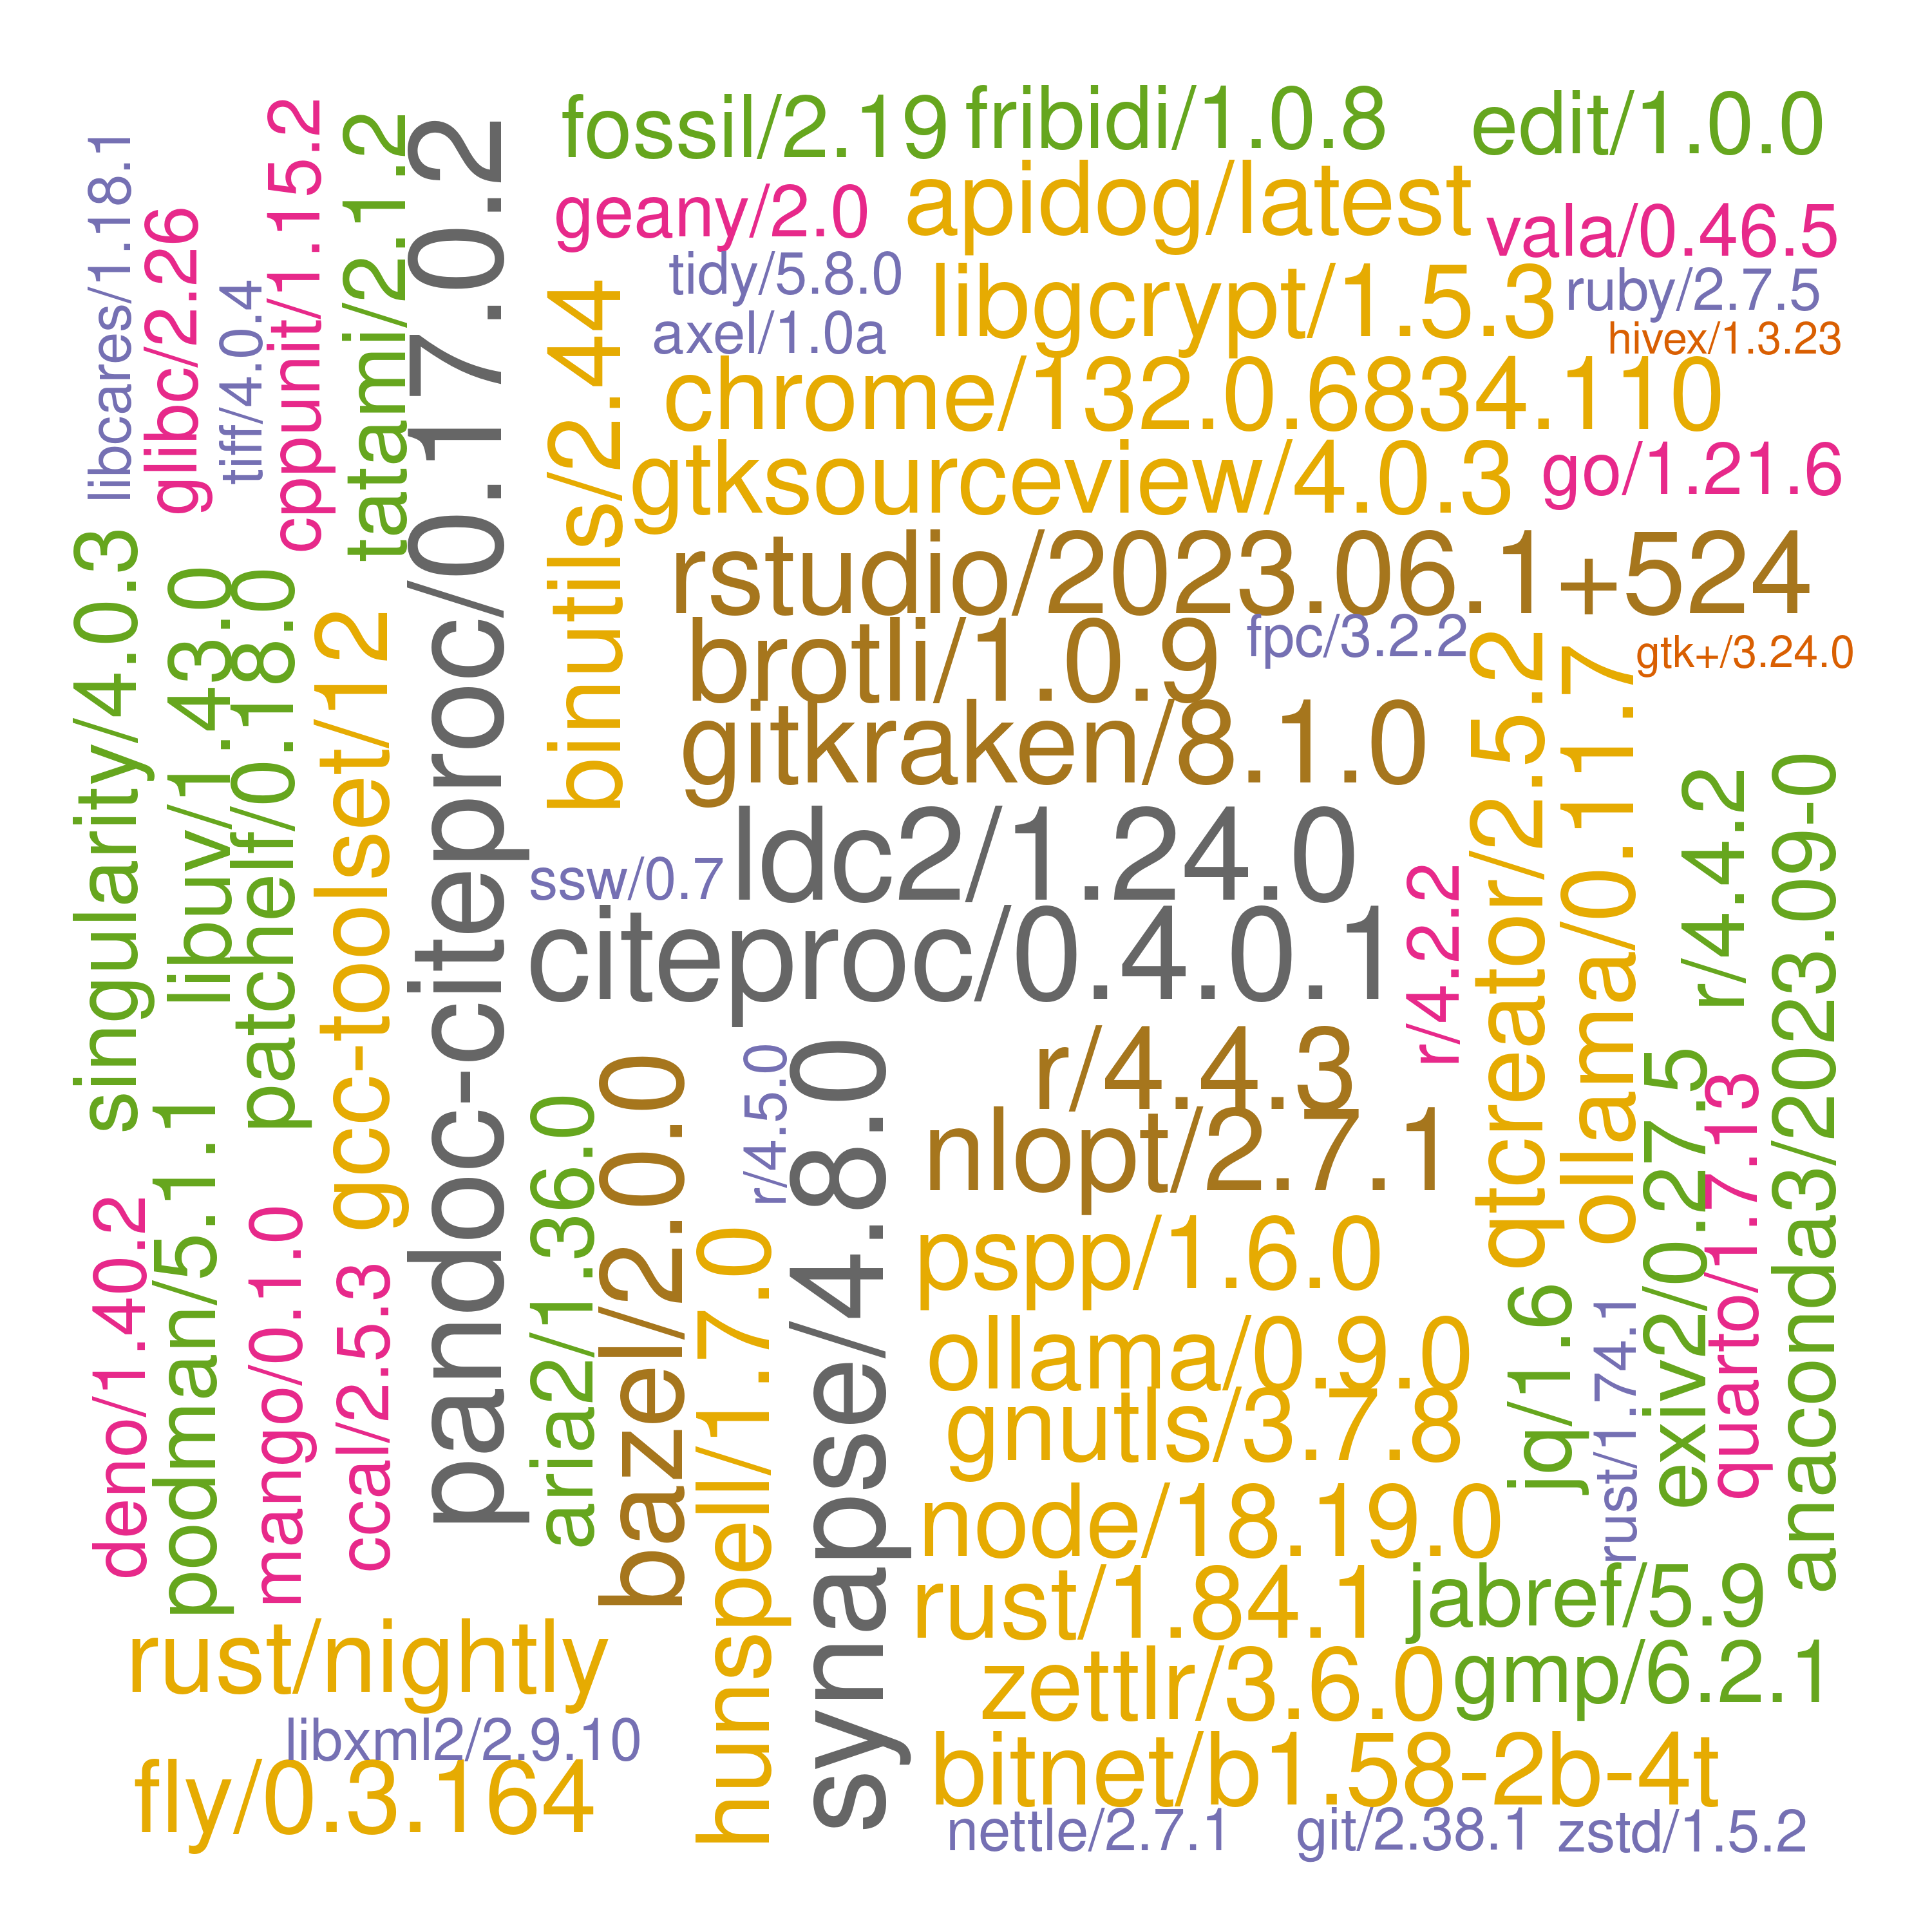 fossil/2.19
fribidi/1.0.8
edit/1.0.0
geany/2.0
apidog/latest
vala/0.46.5
tidy/5.8.0
libgcrypt/1.5.3
ruby/2.7.5
axel/1.0a
hivex/1.3.23
chrome/132.0.6834.110
gtksourceview/4.0.3
go/1.21.6
rstudio/2023.06.1+524
brotli/1.0.9
fpc/3.2.2
gtk+/3.24.0
gitkraken/8.1.0
ldc2/1.24.0
ssw/0.7
citeproc/0.4.0.1
r/4.4.3
nlopt/2.7.1
pspp/1.6.0
ollama/0.9.0
gnutls/3.7.8
node/18.19.0
rust/1.84.1
jabref/5.9
rust/nightly
zettlr/3.6.0
gmp/6.2.1
libxml2/2.9.10
fly/0.3.164
bitnet/b1.58-2b-4t
nettle/2.7.1
git/2.38.1
zstd/1.5.2
libcares/1.18.1
glibc/2.26
tiff/4.0.4
cppunit/1.15.2
tatami/2.1.2
pandoc-citeproc/0.17.0.2
binutils/2.44
singularity/4.0.3
libuv/1.43.0
patchelf/0.18.0
gcc-toolset/12
deno/1.40.2
podman/5.1.1
mango/0.1.0
ccal/2.5.3
aria2/1.36.0
bazel/2.0.0
hunspell/1.7.0
r/4.5.0
synapse/4.8.0
r/4.2.2
qtcreator/2.5.2
ollama/0.11.7
r/4.4.2
anaconda3/2023.09-0
jq/1.6
rust/1.74.1
exiv2/0.27.5
quarto/1.7.13